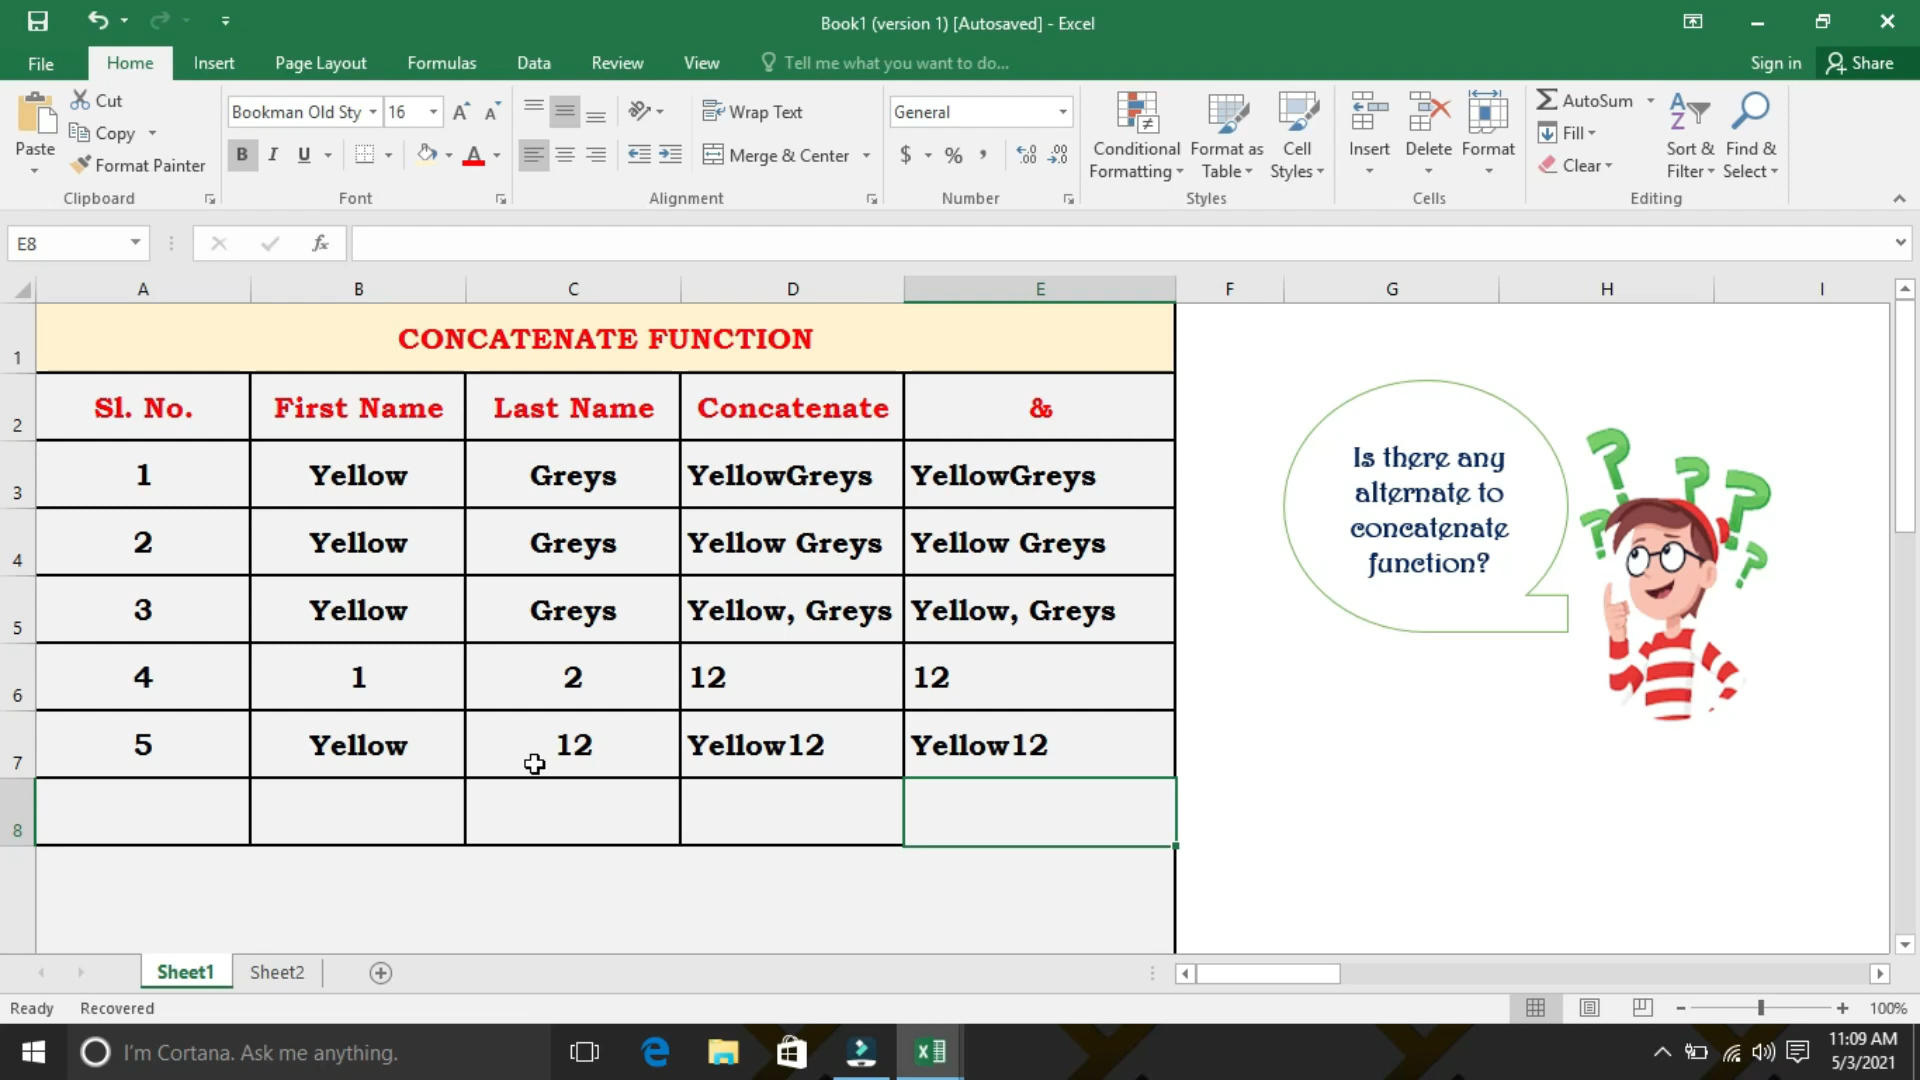 Book1 (version 1) [Autosaved] - Excel
File Home Insert Page Layout Formulas Data Review View Tell me what you want to do... Sign in Share
Paste
Cut
Copy
Format Painter
Clipboard
Bookman Old Sty 16
B I U
Font
Wrap Text
Merge & Center
Alignment
General
$ % ,
Number
Conditional Formatting
Format as Table
Cell Styles
Styles
Insert Delete Format
Cells
AutoSum
Fill
Clear
Sort & Filter
Find & Select
Editing
E8 fx
A B C D E F G H I
1 CONCATENATE FUNCTION
2 Sl. No. First Name Last Name Concatenate &
3 1 Yellow Greys YellowGreys YellowGreys
4 2 Yellow Greys Yellow Greys Yellow Greys
5 3 Yellow Greys Yellow, Greys Yellow, Greys
6 4 1 2 12 12
7 5 Yellow 12 Yellow12 Yellow12
8
Is there any
alternate to
concatenate
function?
Sheet1 Sheet2
Ready Recovered 100%
I'm Cortana. Ask me anything.
11:09 AM
5/3/2021